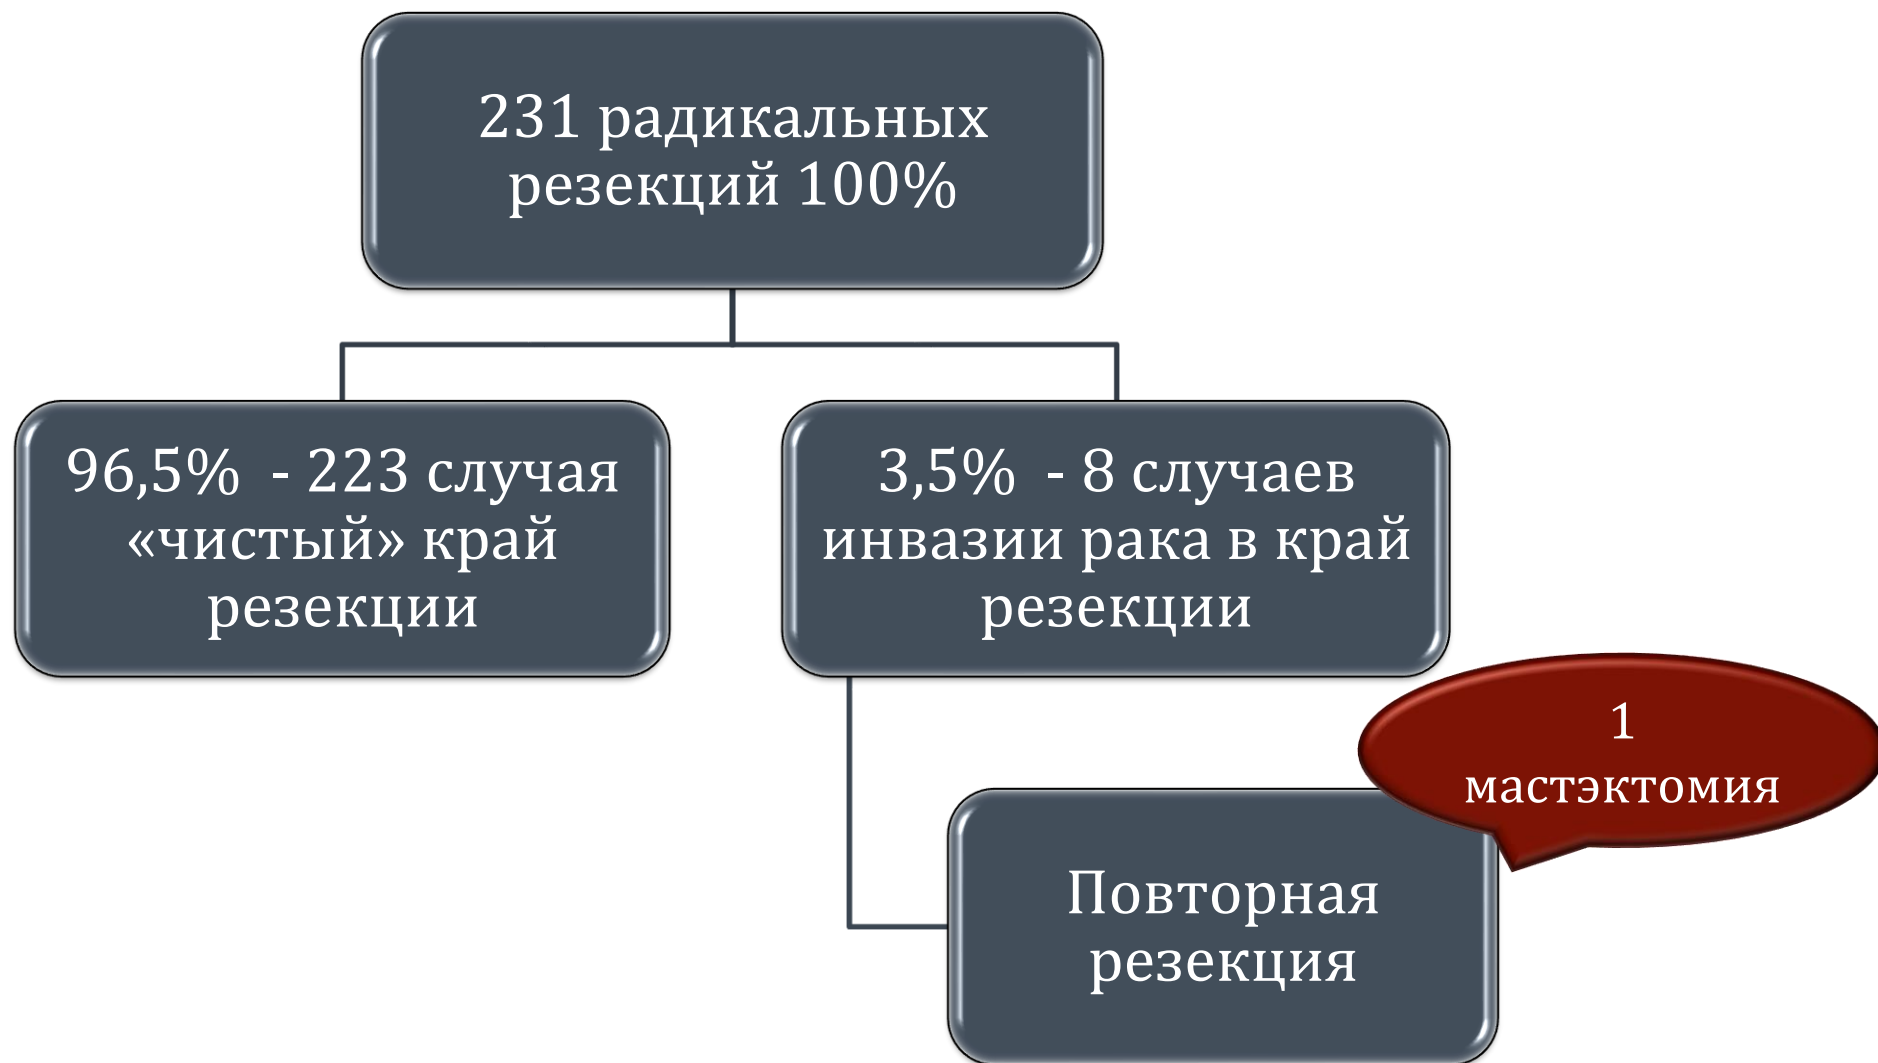 231 радикальных
резекций 100%
96,5%  - 223 случая
«чистый» край
резекции
3,5%  - 8 случаев
инвазии рака в край
резекции
1
мастэктомия
Повторная
резекция